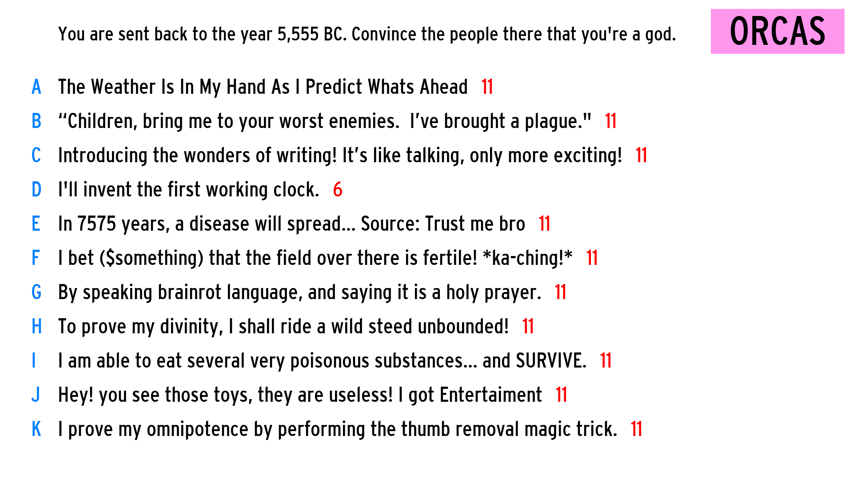 You are sent back to the year 5,555 BC. Convince the people there that you're a god.
ORCAS
A The Weather Is In My Hand As I Predict Whats Ahead 11
B “Children, bring me to your worst enemies.  I’ve brought a plague." 11
C Introducing the wonders of writing! It’s like talking, only more exciting! 11
D I'll invent the first working clock. 6
E In 7575 years, a disease will spread... Source: Trust me bro 11
F I bet ($something) that the field over there is fertile! *ka-ching!* 11
G By speaking brainrot language, and saying it is a holy prayer. 11
H To prove my divinity, I shall ride a wild steed unbounded! 11
I I am able to eat several very poisonous substances... and SURVIVE. 11
J Hey! you see those toys, they are useless! I got Entertaiment 11
K I prove my omnipotence by performing the thumb removal magic trick. 11